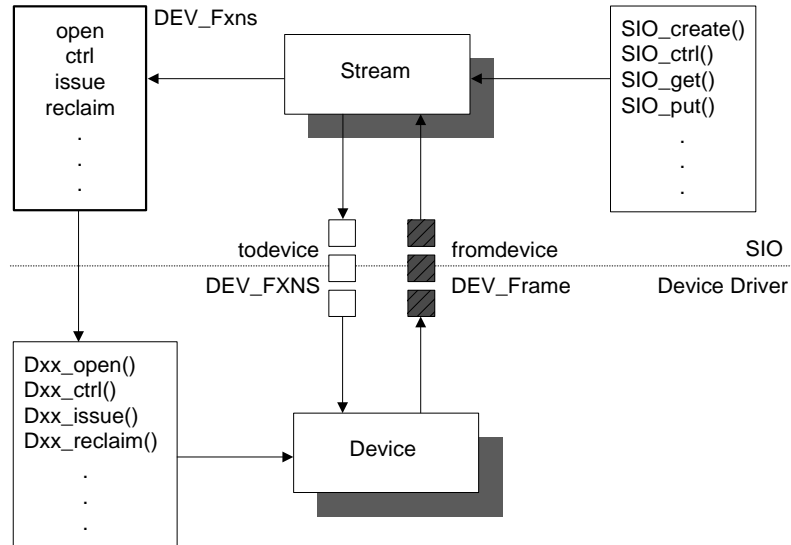 DEV_Fxns
open
ctrl
issue
reclaim
.
.
.
Stream
SIO_create()
SIO_ctrl()
SIO_get()
SIO_put()
.
.
.
todevice
fromdevice
SIO
DEV_FXNS
DEV_Frame
Device Driver
Dxx_open()
Dxx_ctrl()
Dxx_issue()
Dxx_reclaim()
.
.
.
Device